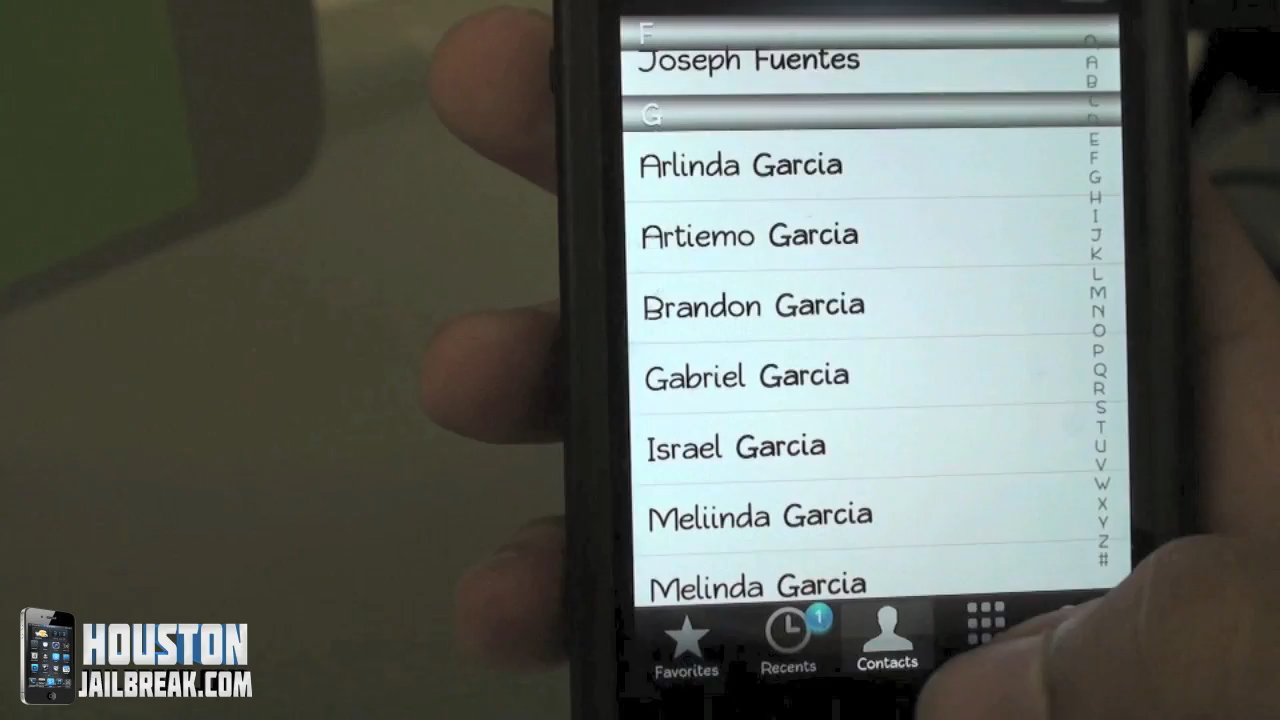 F
Joseph Fuentes
G
Arlinda Garcia
Artiemo Garcia
Brandon Garcia
Gabriel Garcia
Israel Garcia
Meliinda Garcia
Melinda Garcia
A
B
E
F
G
H
I
J
K
L
M
N
O
P
Q
R
S
T
U
V
W
X
Y
Z
#
1
Favorites
Recents
Contacts
HOUSTON
JAILBREAK.COM